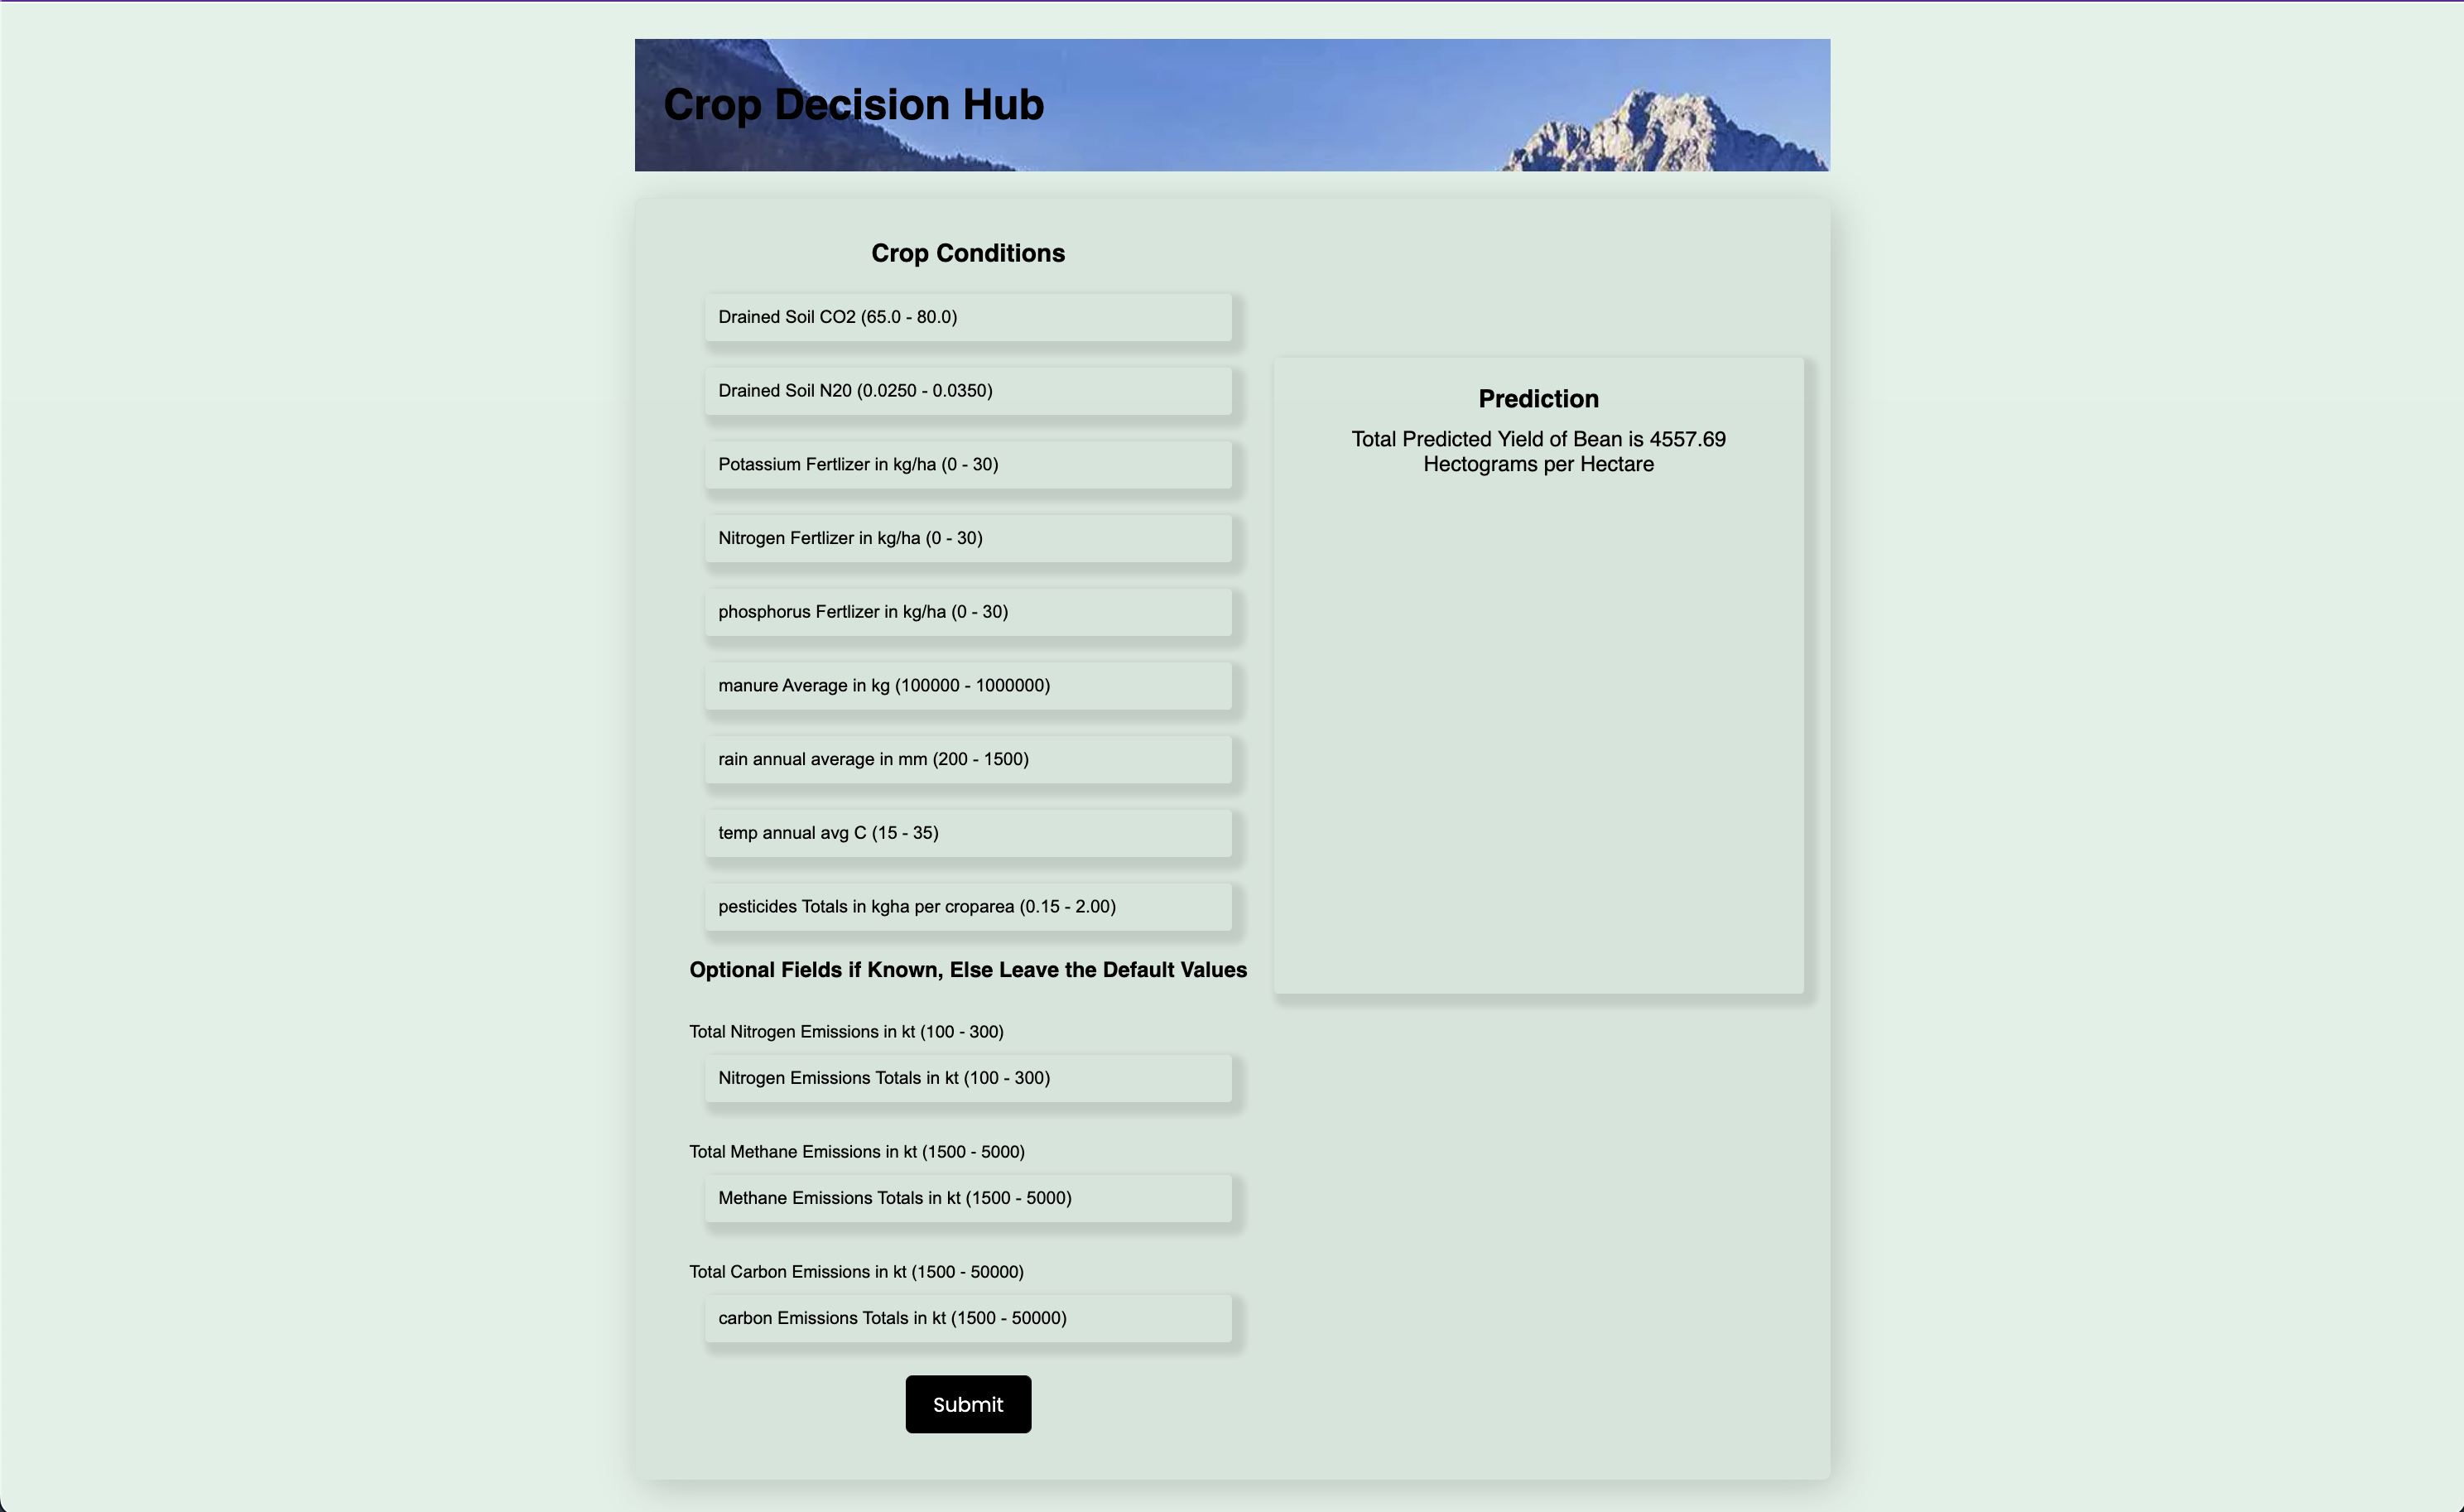 Crop Decision Hub
Crop Conditions
Drained Soil CO2 (65.0 - 80.0)
Drained Soil N20 (0.0250 - 0.0350)
Potassium Fertlizer in kg/ha (0 - 30)
Nitrogen Fertlizer in kg/ha (0 - 30)
phosphorus Fertlizer in kg/ha (0 - 30)
manure Average in kg (100000 - 1000000)
rain annual average in mm (200 - 1500)
temp annual avg C (15 - 35)
pesticides Totals in kgha per croparea (0.15 - 2.00)
Optional Fields if Known, Else Leave the Default Values
Total Nitrogen Emissions in kt (100 - 300)
Nitrogen Emissions Totals in kt (100 - 300)
Total Methane Emissions in kt (1500 - 5000)
Methane Emissions Totals in kt (1500 - 5000)
Total Carbon Emissions in kt (1500 - 50000)
carbon Emissions Totals in kt (1500 - 50000)
Submit
Prediction
Total Predicted Yield of Bean is 4557.69
Hectograms per Hectare